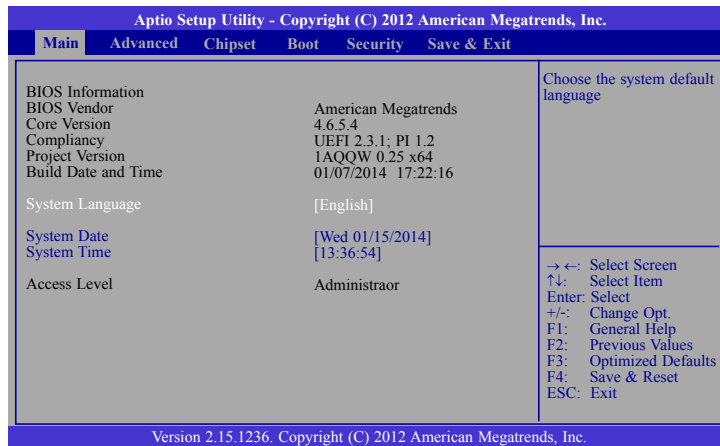 Aptio Setup Utility - Copyright (C) 2012 American Megatrends, Inc.
Main Advanced Chipset Boot Security Save & Exit
BIOS Information
BIOS Vendor American Megatrends
Core Version 4.6.5.4
Compliancy UEFI 2.3.1; PI 1.2
Project Version 1AQQW 0.25 x64
Build Date and Time 01/07/2014 17:22:16
System Language [English]
System Date [Wed 01/15/2014]
System Time [13:36:54]
Access Level Administraor
Choose the system default
language
→←: Select Screen
↑↓: Select Item
Enter: Select
+/-: Change Opt.
F1: General Help
F2: Previous Values
F3: Optimized Defaults
F4: Save & Reset
ESC: Exit
Version 2.15.1236. Copyright (C) 2012 American Megatrends, Inc.